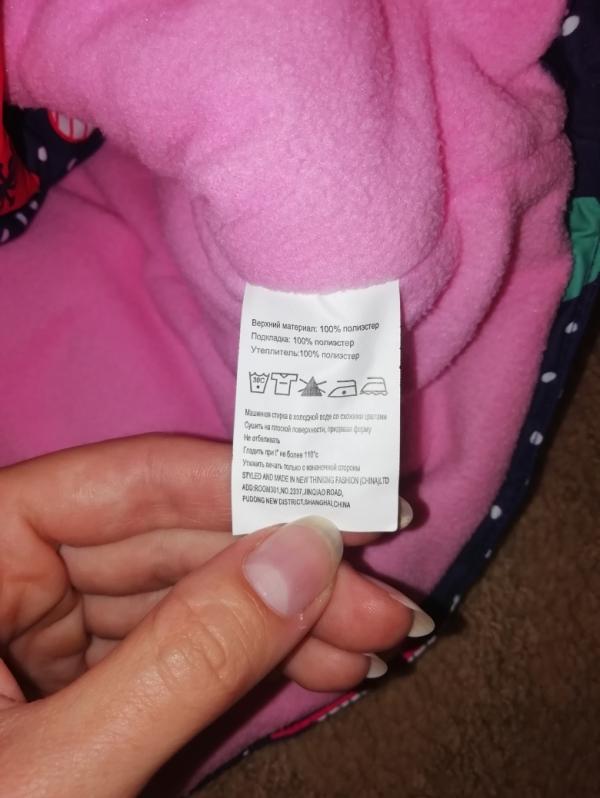 Верхний материал: 100% полиэстер
Подкладка: 100% полиэстер
Утеплитель:100% полиэстер
30C
Машинная стирка в холодной воде со схожими цветами
Сушить на плоской поверхности, придавая форму
Не отбеливать
Гладить при t° не более 110°c
Утюжить печать только с изнаночной стороны
STYLED AND MADE IN NEW THINKING FASHION (CHINA)LTD
ADD:ROOM301,NO.2337,JINQIAO ROAD,
PUDONG NEW DISTRICT,SHANGHAI,CHINA